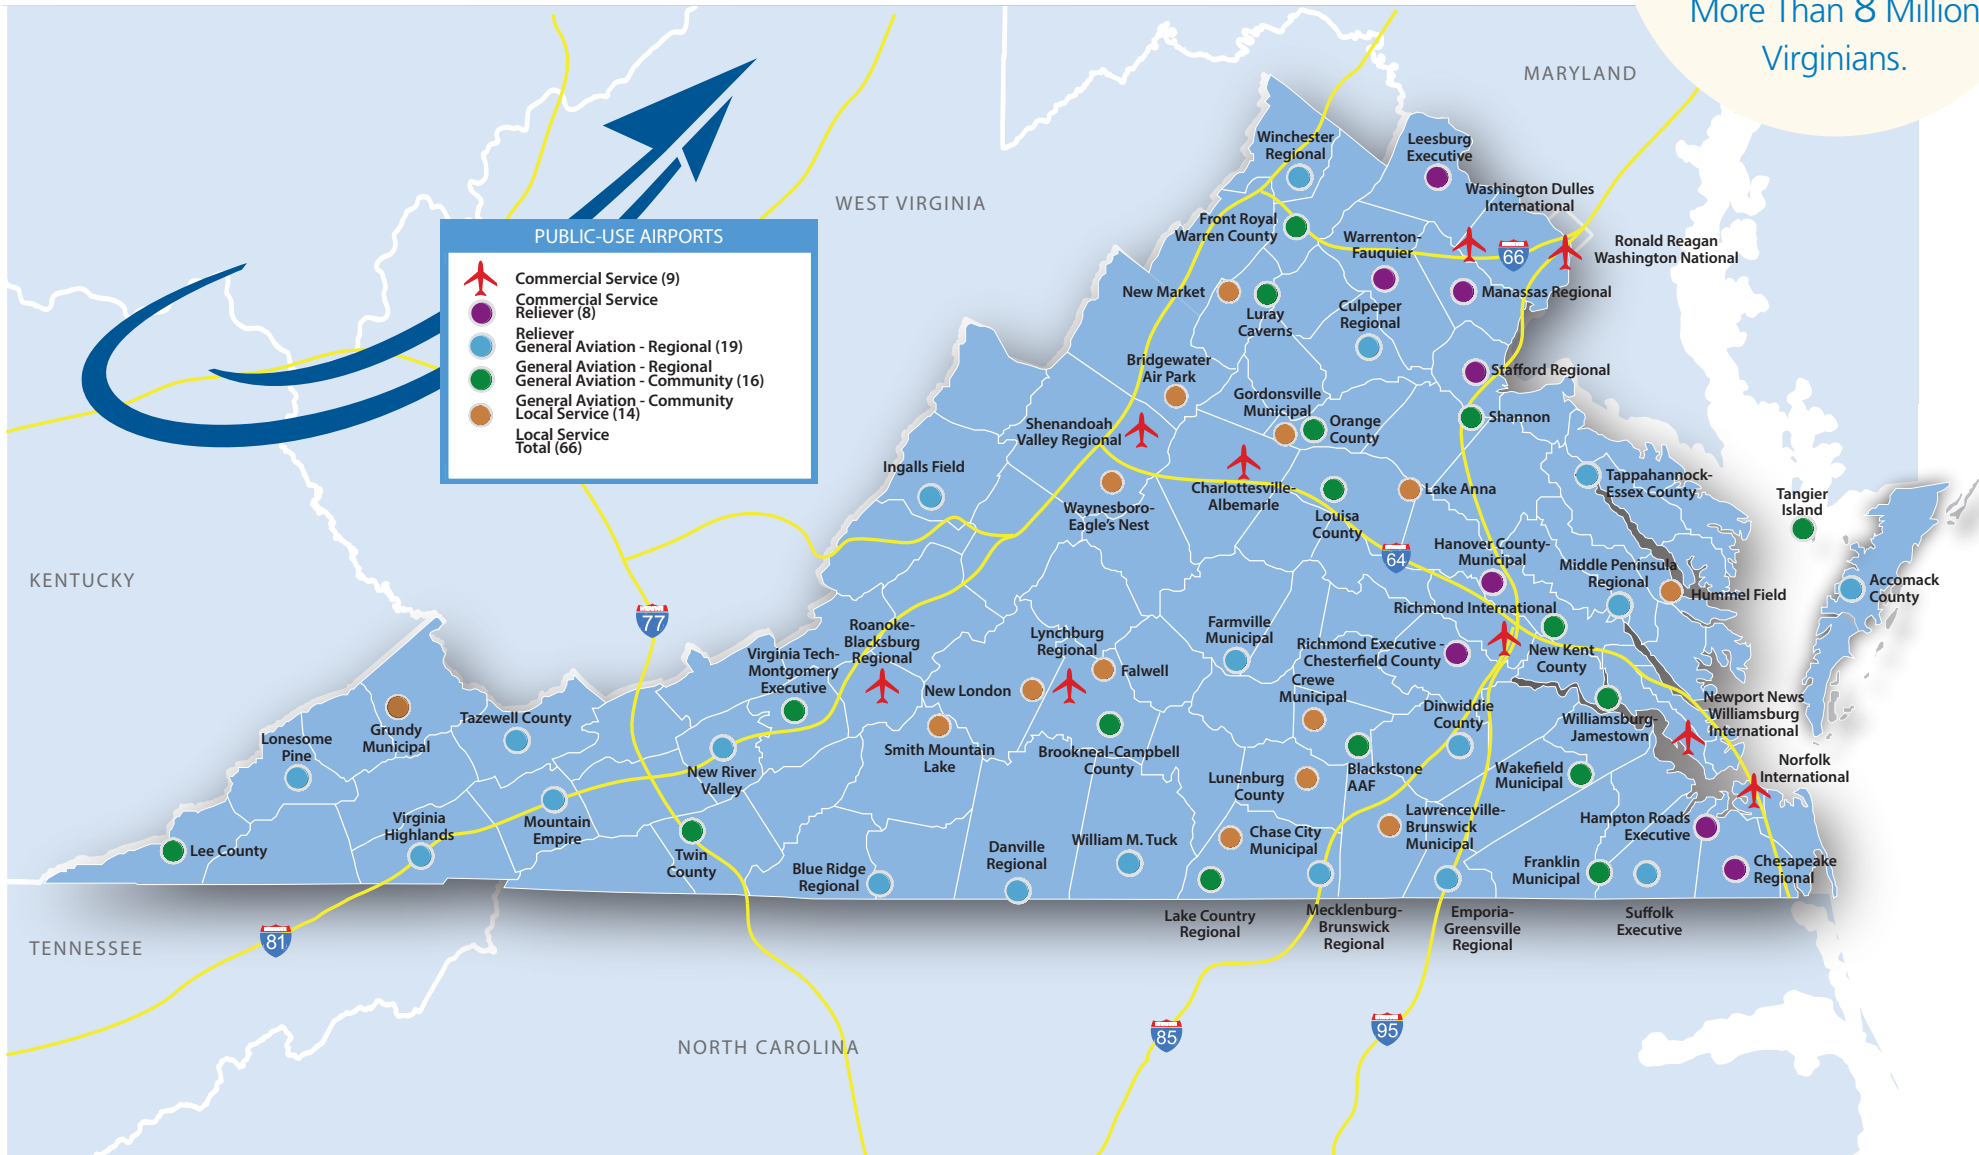 More Than 8 Million
Virginians.
MARYLAND
WEST VIRGINIA
KENTUCKY
TENNESSEE
NORTH CAROLINA
PUBLIC-USE AIRPORTS
Commercial Service (9)
Commercial Service
Reliever (8)
Reliever
General Aviation - Regional (19)
General Aviation - Regional
General Aviation - Community (16)
General Aviation - Community
Local Service (14)
Local Service
Total (66)
Winchester
Regional
Leesburg
Executive
Washington Dulles
International
Front Royal
Warren County
Warrenton-
Fauquier
66
Ronald Reagan
Washington National
New Market
Luray
Caverns
Culpeper
Regional
Manassas Regional
Bridgewater
Air Park
Stafford Regional
Gordonsville
Municipal
Orange
County
Shannon
Shenandoah
Valley Regional
Ingalls Field
Charlottesville-
Albemarle
Lake Anna
Tappahannock-
Essex County
Tangier
Island
Waynesboro-
Eagle's Nest
Louisa
County
64
Hanover County-
Municipal
Middle Peninsula
Regional
Hummel Field
Accomack
County
Richmond International
77
Roanoke-
Blacksburg
Regional
Lynchburg
Regional
Farmville
Municipal
Richmond Executive -
Chesterfield County
New Kent
County
Virginia Tech-
Montgomery
Executive
New London
Falwell
Crewe
Municipal
Dinwiddie
County
Williamsburg-
Jamestown
Newport News
Williamsburg
International
Grundy
Municipal
Tazewell County
Lonesome
Pine
Smith Mountain
Lake
Brookneal-Campbell
County
New River
Valley
Lunenburg
County
Blackstone
AAF
Wakefield
Municipal
Norfolk
International
Virginia
Highlands
Mountain
Empire
Lawrenceville-
Brunswick
Municipal
Hampton Roads
Executive
Lee County
Twin
County
Blue Ridge
Regional
Danville
Regional
William M. Tuck
Chase City
Municipal
Franklin
Municipal
Chesapeake
Regional
Lake Country
Regional
Mecklenburg-
Brunswick
Regional
Emporia-
Greensville
Regional
Suffolk
Executive
81
85
95